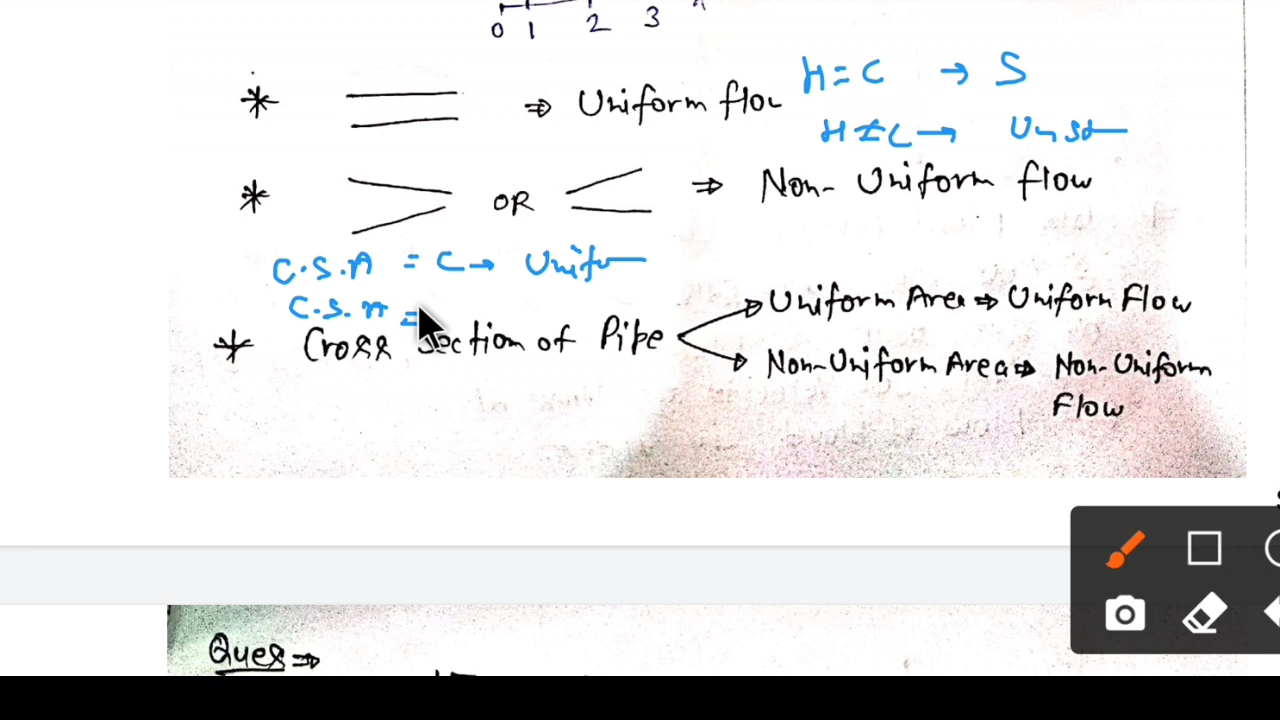 0 1 2 3
H = C → S
* ⇒ Uniform flow
H ≠ C → Unst
* OR ⇒ Non-Uniform flow
C.S.A = C → Unifo
C.S.A =
* Cross Section of Pipe
Uniform Area ⇒ Uniform Flow
Non-Uniform Area ⇒ Non-Uniform
Flow
Ques ⇒